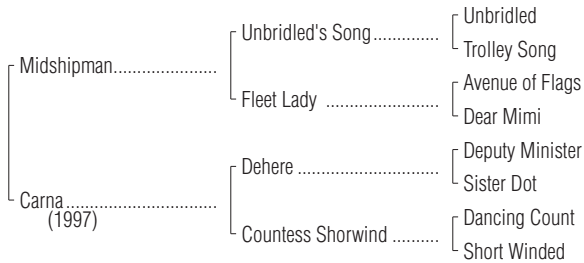 Unbridled
Unbridled's Song..............
Trolley Song
Midshipman......................
Avenue of Flags
Fleet Lady ........................
Dear Mimi
Deputy Minister
Dehere ..............................
Sister Dot
Carna................................
(1997)
Dancing Count
Countess Shorwind ..........
Short Winded